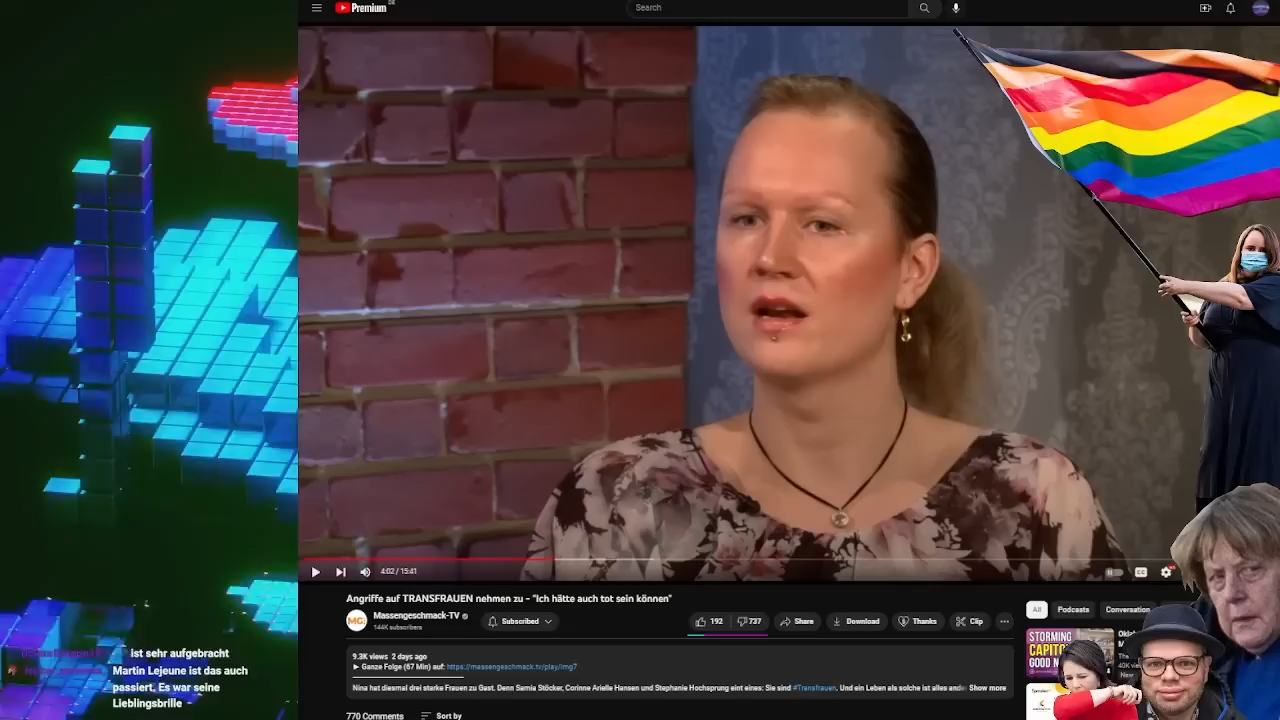 Premium DE
Search
4:02 / 15:41
CC
Angriffe auf TRANSFRAUEN nehmen zu - "Ich hätte auch tot sein können"
MG
Massengeschmack-TV
144K subscribers
Subscribed
192
737
Share
Download
Thanks
Clip
All
Podcasts
Conversation
9.3K views 2 days ago
► Ganze Folge (67 Min) auf: https://massengeschmack.tv/play/img7
Nina hat diesmal drei starke Frauen zu Gast. Denn Samia Stöcker, Corinne Arielle Hansen und Stephanie Hochsprung eint eines: Sie sind #Transfrauen. Und ein Leben als solche ist alles ande
Show more
770 Comments
Sort by
STORMING
CAPITO
GOOD N
ist sehr aufgebracht
Martin Lejeune ist das auch
passiert, Es war seine
Lieblingsbrille